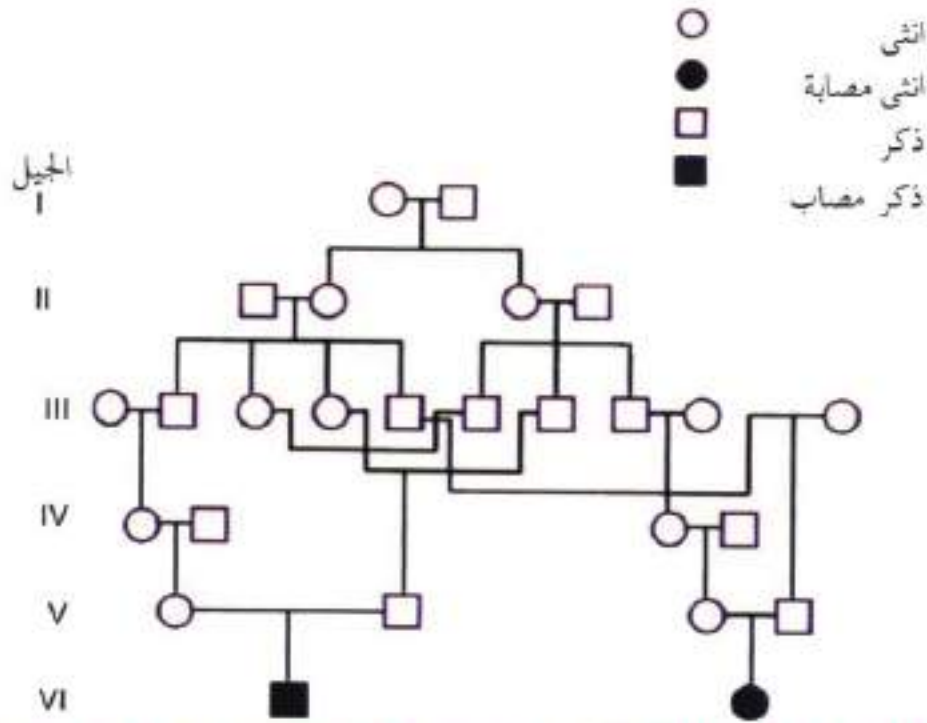 انثى
انثى مصابة
ذكر
ذكر مصاب
الجيل
I
II
III
IV
V
VI